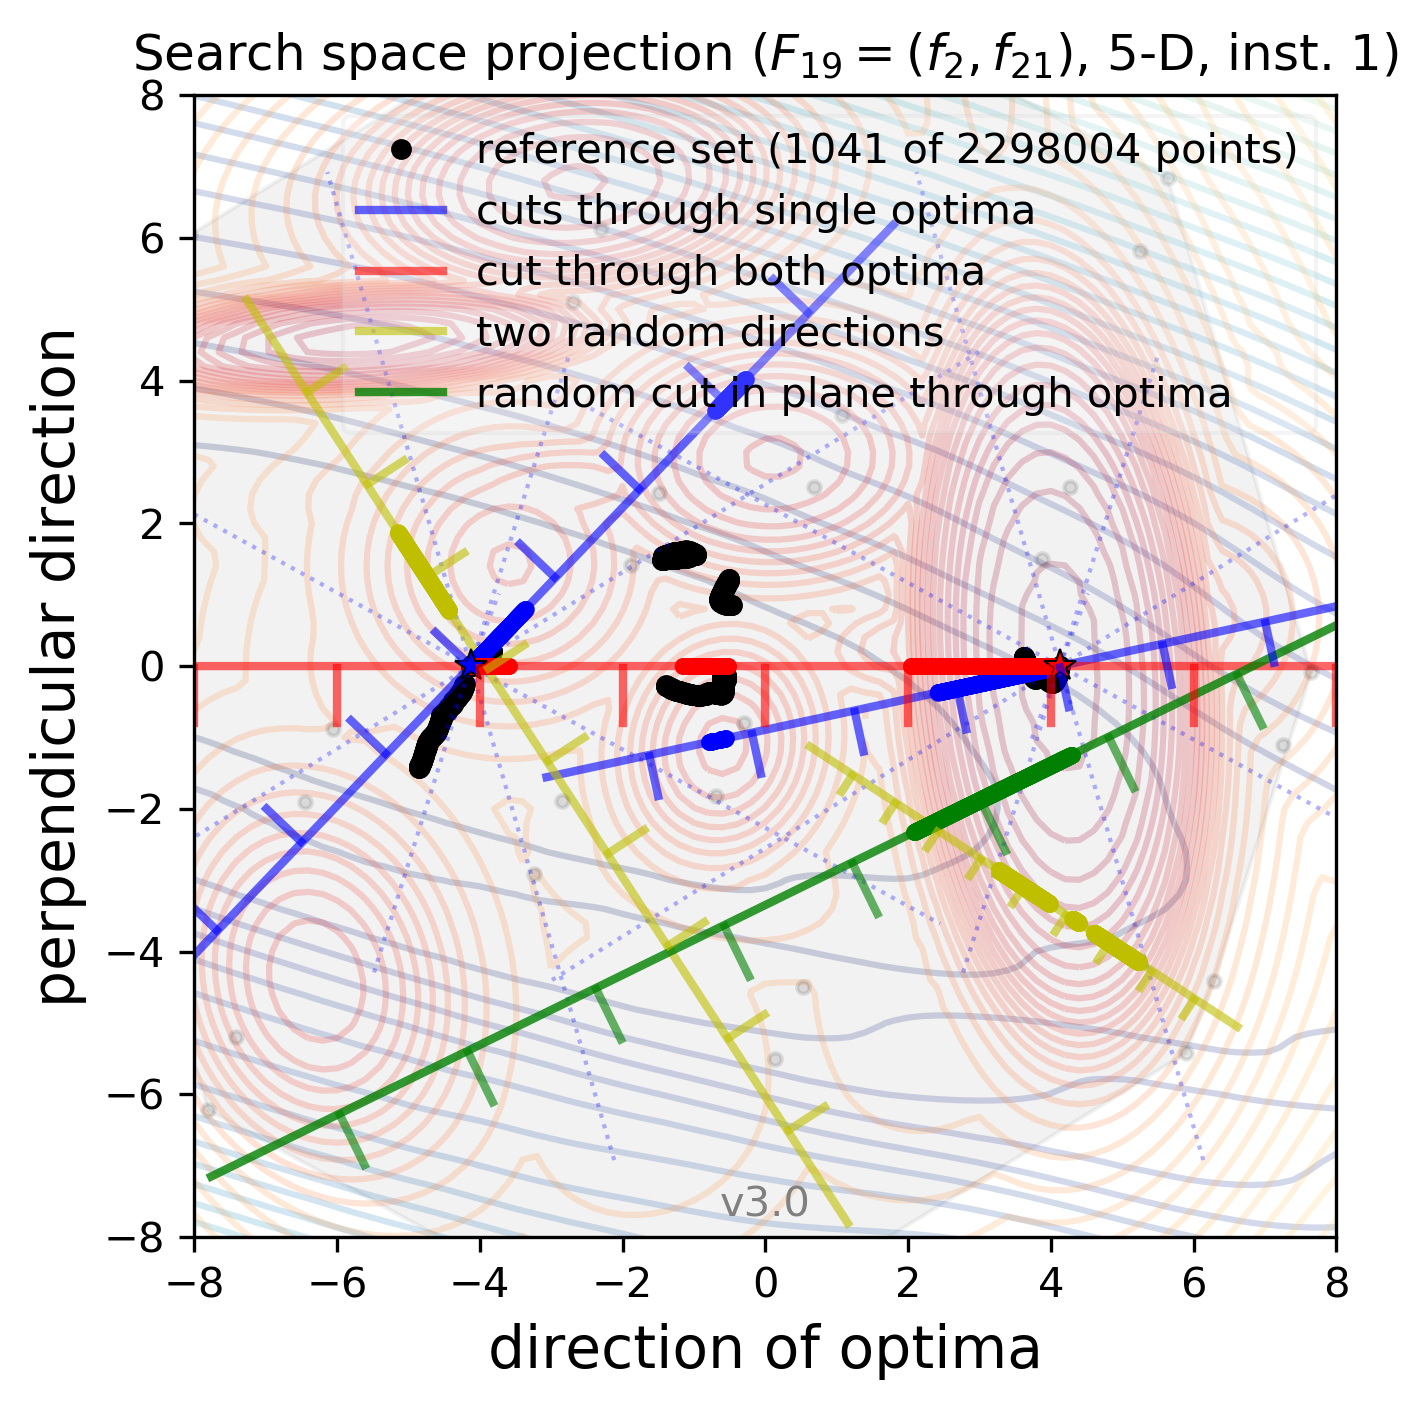 Search space projection (F₁₉ = (f₂, f₂₁), 5-D, inst. 1)
reference set (1041 of 2298004 points)
cuts through single optima
cut through both optima
two random directions
random cut in plane through optima
perpendicular direction
8
6
4
2
0
−2
−4
−6
−8
v3.0
−8 −6 −4 −2 0 2 4 6 8
direction of optima